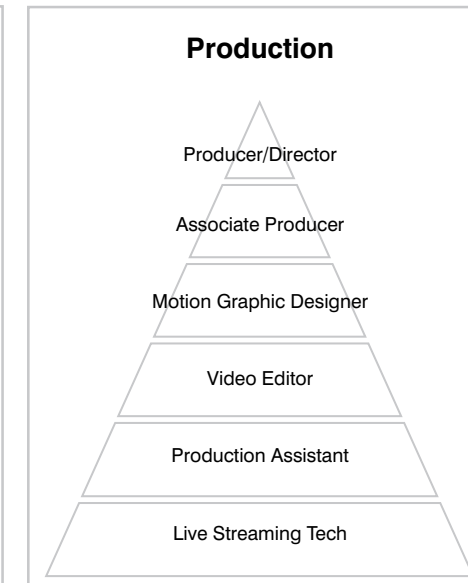 Production
Producer/Director
Associate Producer
Motion Graphic Designer
Video Editor
Production Assistant
Live Streaming Tech